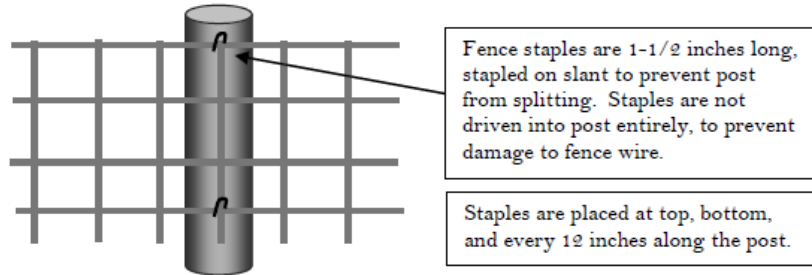 Fence staples are 1-1/2 inches long,
stapled on slant to prevent post
from splitting.  Staples are not
driven into post entirely, to prevent
damage to fence wire.
Staples are placed at top, bottom,
and every 12 inches along the post.